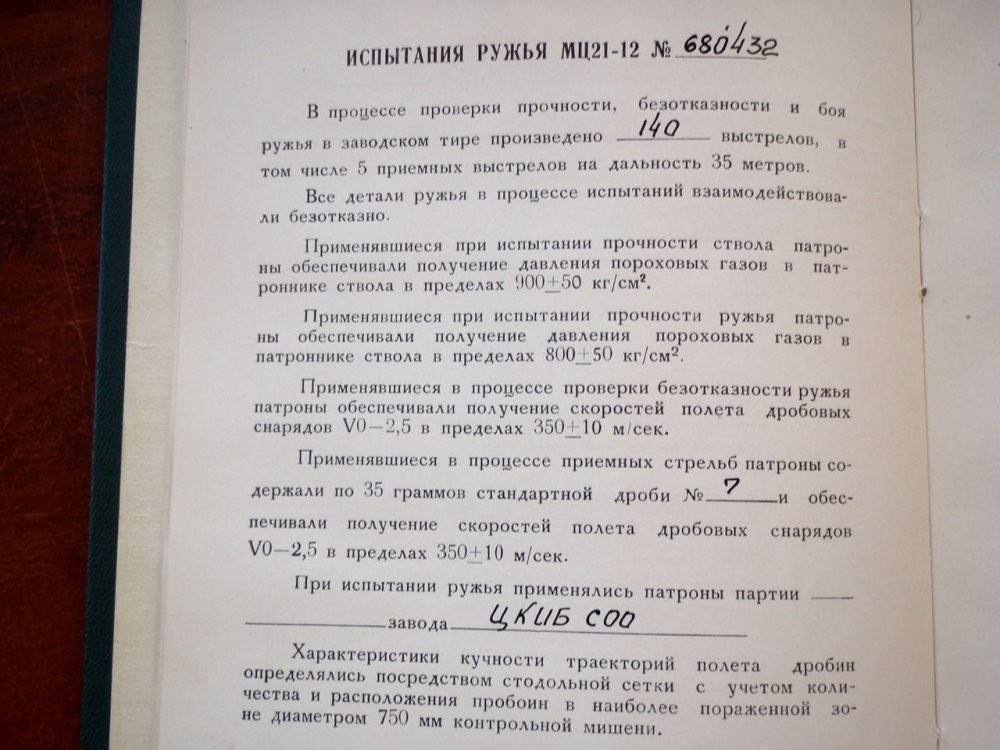 ИСПЫТАНИЯ РУЖЬЯ МЦ21-12 № 680432
В процессе проверки прочности, безотказности и боя
ружья в заводском тире произведено 140 выстрелов, в
том числе 5 приемных выстрелов на дальность 35 метров.
Все детали ружья в процессе испытаний взаимодействова-
ли безотказно.
Применявшиеся при испытании прочности ствола патро-
ны обеспечивали получение давления пороховых газов в пат-
роннике ствола в пределах 900±50 кг/см².
Применявшиеся при испытании прочности ружья патро-
ны обеспечивали получение давления пороховых газов в
патроннике ствола в пределах 800±50 кг/см².
Применявшиеся в процессе проверки безотказности ружья
патроны обеспечивали получение скоростей полета дробовых
снарядов V0—2,5 в пределах 350±10 м/сек.
Применявшиеся в процессе приемных стрельб патроны со-
держали по 35 граммов стандартной дроби № 7 и обес-
печивали получение скоростей полета дробовых снарядов
V0—2,5 в пределах 350±10 м/сек.
При испытании ружья применялись патроны партии
завода ЦКИБ СОО
Характеристики кучности траекторий полета дробин
определялись посредством стодольной сетки с учетом коли-
чества и расположения пробоин в наиболее пораженной зо-
не диаметром 750 мм контрольной мишени.